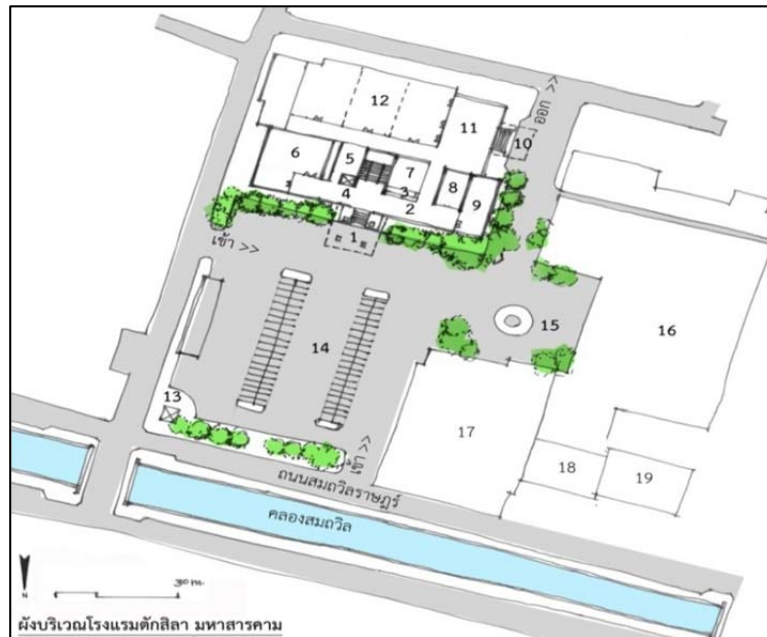 ออก >>
12
11
10
6
5
7
4
3
8
2
9
1
เข้า >>
15
14
16
13
17
เข้า >>
ถนนสมถวิลราษฎร์
18
19
คลองสมถวิล
N
30 m
ผังบริเวณโรงแรมตักสิลา มหาสารคาม